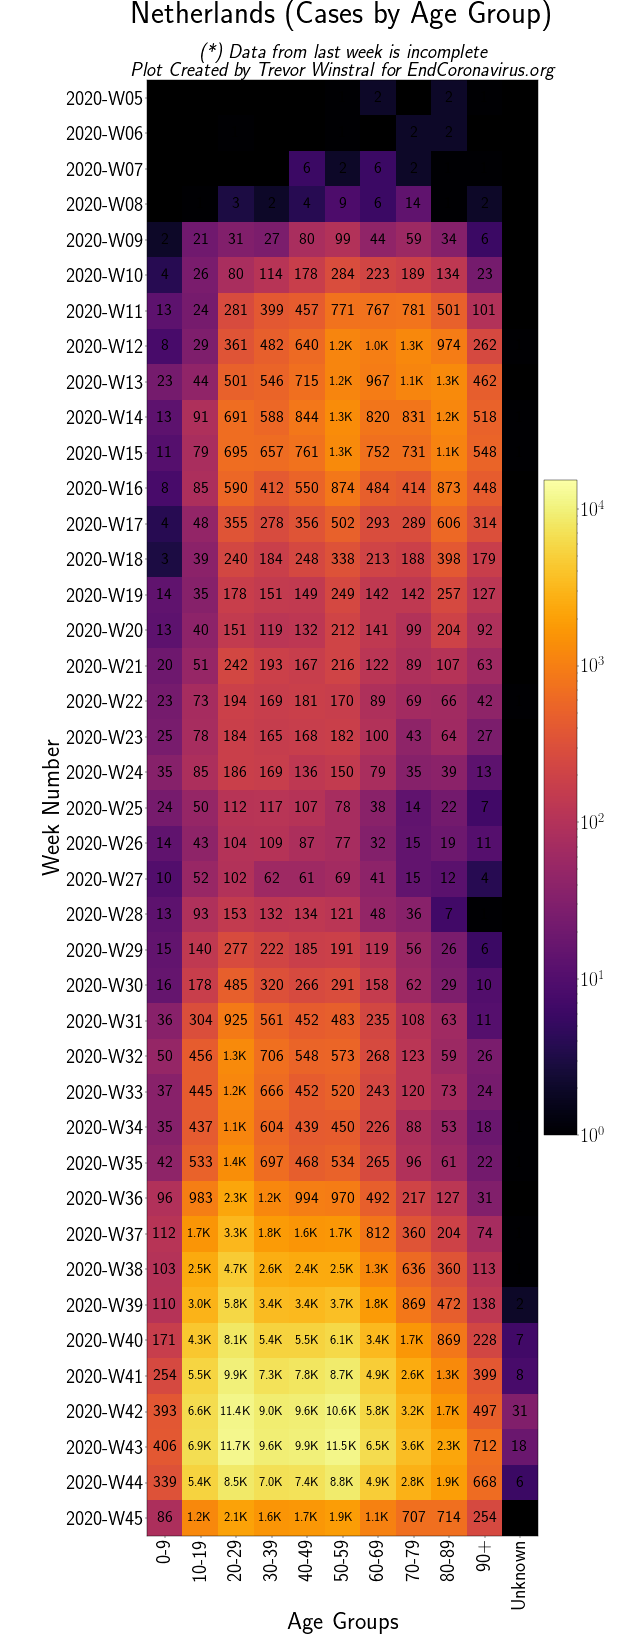 Netherlands (Cases by Age Group)
(*) Data from last week is incomplete
Plot Created by Trevor Winstral for EndCoronavirus.org
2020-W05 2 2
2020-W06 2 2
2020-W07 6 2 6 2
2020-W08 3 2 4 9 6 14 2
2020-W09 2 21 31 27 80 99 44 59 34 6
2020-W10 4 26 80 114 178 284 223 189 134 23
2020-W11 13 24 281 399 457 771 767 781 501 101
2020-W12 8 29 361 482 640 1.2K 1.0K 1.3K 974 262
2020-W13 23 44 501 546 715 1.2K 967 1.1K 1.3K 462
2020-W14 13 91 691 588 844 1.3K 820 831 1.2K 518
2020-W15 11 79 695 657 761 1.3K 752 731 1.1K 548
2020-W16 8 85 590 412 550 874 484 414 873 448
2020-W17 4 48 355 278 356 502 293 289 606 314
2020-W18 3 39 240 184 248 338 213 188 398 179
2020-W19 14 35 178 151 149 249 142 142 257 127
2020-W20 13 40 151 119 132 212 141 99 204 92
2020-W21 20 51 242 193 167 216 122 89 107 63
2020-W22 23 73 194 169 181 170 89 69 66 42
2020-W23 25 78 184 165 168 182 100 43 64 27
2020-W24 35 85 186 169 136 150 79 35 39 13
2020-W25 24 50 112 117 107 78 38 14 22 7
2020-W26 14 43 104 109 87 77 32 15 19 11
2020-W27 10 52 102 62 61 69 41 15 12 4
2020-W28 13 93 153 132 134 121 48 36 7
2020-W29 15 140 277 222 185 191 119 56 26 6
2020-W30 16 178 485 320 266 291 158 62 29 10
2020-W31 36 304 925 561 452 483 235 108 63 11
2020-W32 50 456 1.3K 706 548 573 268 123 59 26
2020-W33 37 445 1.2K 666 452 520 243 120 73 24
2020-W34 35 437 1.1K 604 439 450 226 88 53 18
2020-W35 42 533 1.4K 697 468 534 265 96 61 22
2020-W36 96 983 2.3K 1.2K 994 970 492 217 127 31
2020-W37 112 1.7K 3.3K 1.8K 1.6K 1.7K 812 360 204 74
2020-W38 103 2.5K 4.7K 2.6K 2.4K 2.5K 1.3K 636 360 113
2020-W39 110 3.0K 5.8K 3.4K 3.4K 3.7K 1.8K 869 472 138 2
2020-W40 171 4.3K 8.1K 5.4K 5.5K 6.1K 3.4K 1.7K 869 228 7
2020-W41 254 5.5K 9.9K 7.3K 7.8K 8.7K 4.9K 2.6K 1.3K 399 8
2020-W42 393 6.6K 11.4K 9.0K 9.6K 10.6K 5.8K 3.2K 1.7K 497 31
2020-W43 406 6.9K 11.7K 9.6K 9.9K 11.5K 6.5K 3.6K 2.3K 712 18
2020-W44 339 5.4K 8.5K 7.0K 7.4K 8.8K 4.9K 2.8K 1.9K 668 6
2020-W45 86 1.2K 2.1K 1.6K 1.7K 1.9K 1.1K 707 714 254
0-9 10-19 20-29 30-39 40-49 50-59 60-69 70-79 80-89 90+ Unknown
Age Groups
Week Number
10⁴
10³
10²
10¹
10⁰